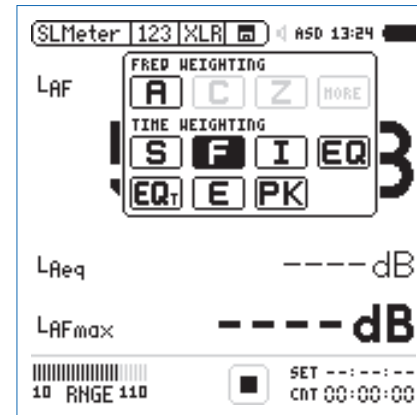 SLMeter 123 XLR ASD 13:24
LAF
FREQ WEIGHTING
A C Z MORE
TIME WEIGHTING
S F I EQ
EQT E PK
LAeq ----dB
LAFmax ----dB
SET --:--:--
10 RNGE 110
CNT 00:00:00